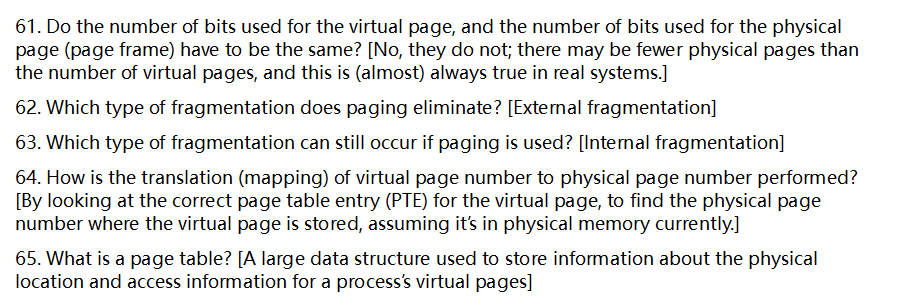 61. Do the number of bits used for the virtual page, and the number of bits used for the physical
page (page frame) have to be the same? [No, they do not; there may be fewer physical pages than
the number of virtual pages, and this is (almost) always true in real systems.]
62. Which type of fragmentation does paging eliminate? [External fragmentation]
63. Which type of fragmentation can still occur if paging is used? [Internal fragmentation]
64. How is the translation (mapping) of virtual page number to physical page number performed?
[By looking at the correct page table entry (PTE) for the virtual page, to find the physical page
number where the virtual page is stored, assuming it's in physical memory currently.]
65. What is a page table? [A large data structure used to store information about the physical
location and access information for a process's virtual pages]